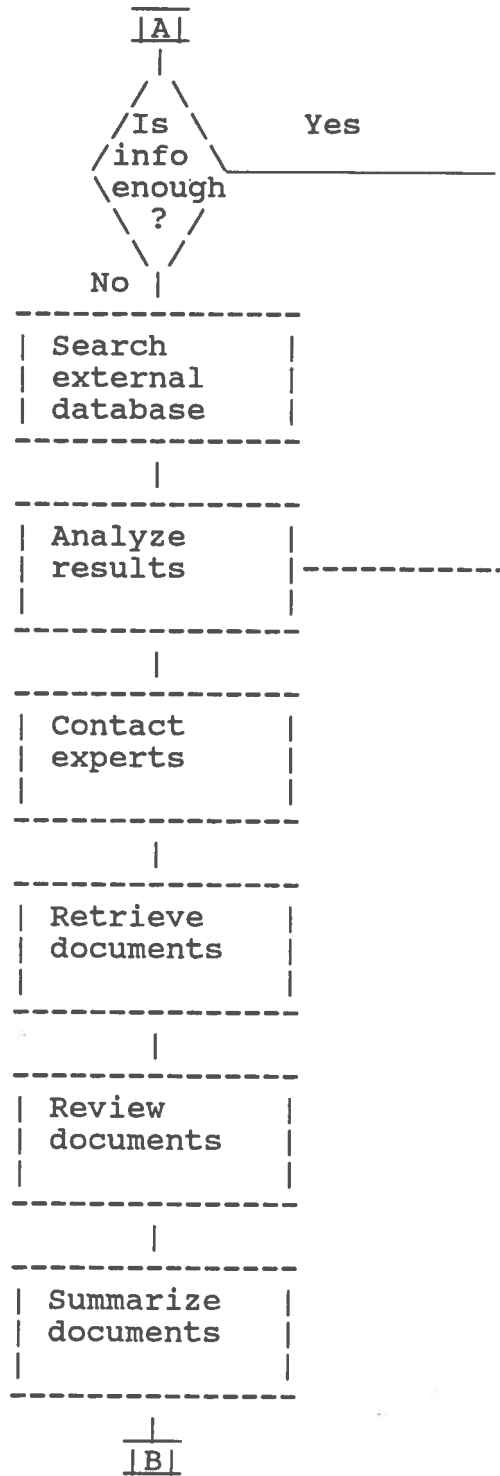 A
Is
Yes
info
enough
?
No
Search
external
database
Analyze
results
Contact
experts
Retrieve
documents
Review
documents
Summarize
documents
B